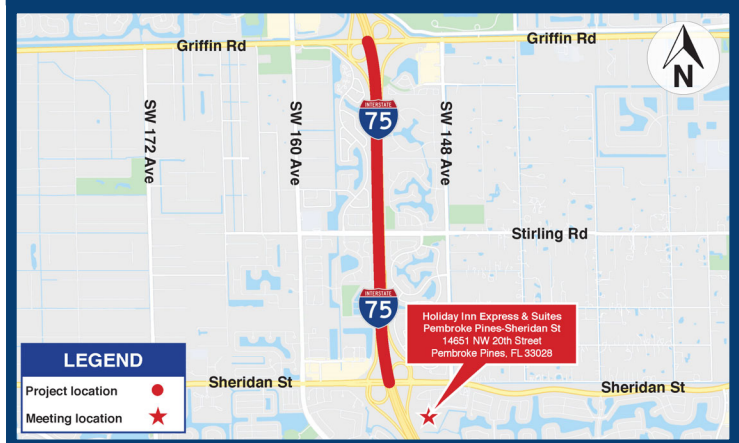 Griffin Rd
Griffin Rd
N
INTERSTATE
75
SW 172 Ave
SW 160 Ave
SW 148 Ave
Stirling Rd
INTERSTATE
75
Holiday Inn Express & Suites
Pembroke Pines-Sheridan St
14651 NW 20th Street
Pembroke Pines, FL 33028
LEGEND
Project location
Meeting location
Sheridan St
Sheridan St